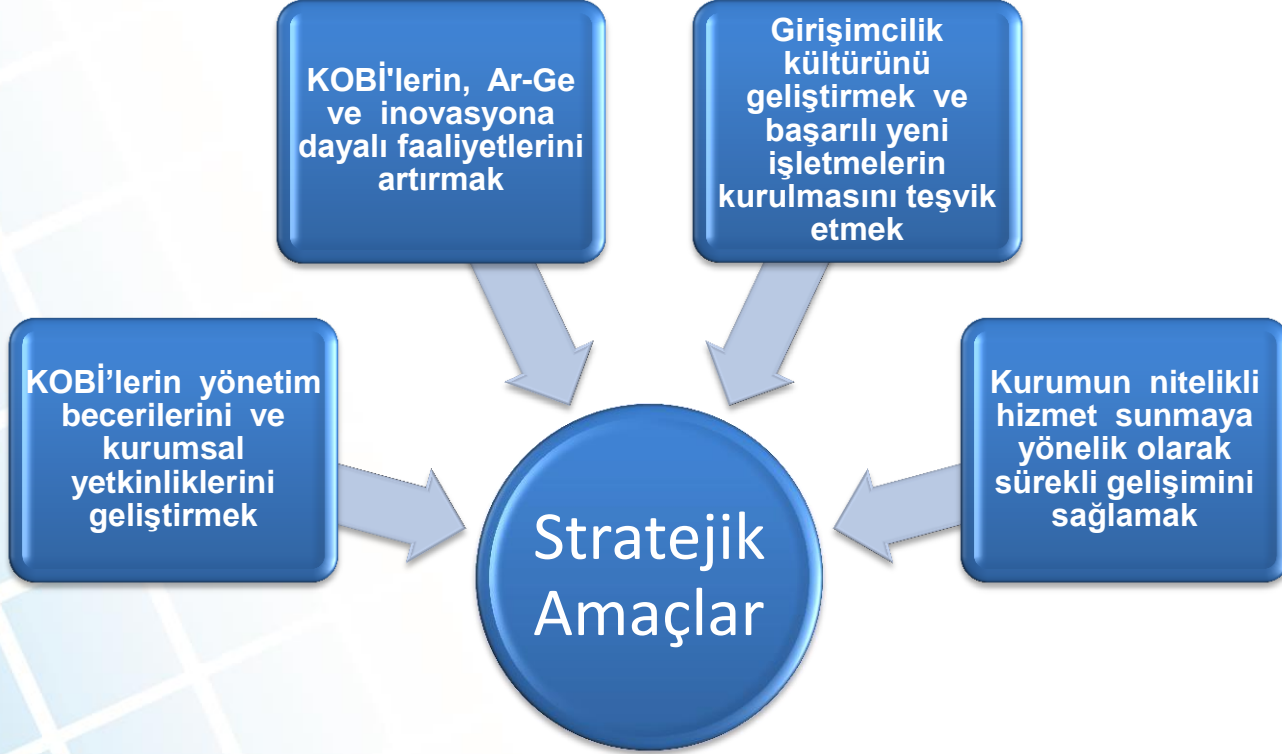 KOBİ'lerin, Ar-Ge
ve inovasyona
dayalı faaliyetlerini
artırmak
Girişimcilik
kültürünü
geliştirmek ve
başarılı yeni
işletmelerin
kurulmasını teşvik
etmek
KOBİ’lerin yönetim
becerilerini ve
kurumsal
yetkinliklerini
geliştirmek
Kurumun nitelikli
hizmet sunmaya
yönelik olarak
sürekli gelişimini
sağlamak
Stratejik
Amaçlar